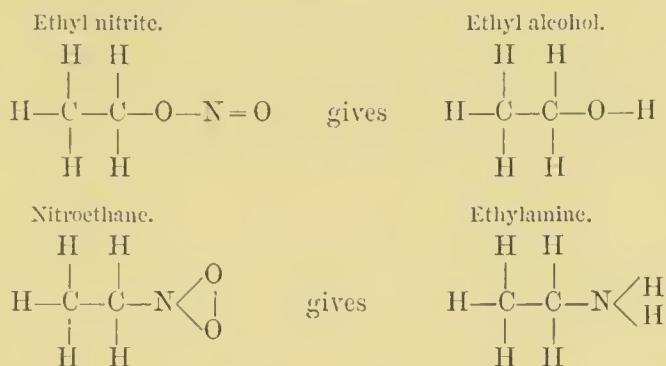 Ethyl nitrite. Ethyl alcohol.
H H H H
H—C—C—O—N=O gives H—C—C—O—H
H H H H
Nitroethane. Ethylamine.
H H H H
O H
H—C—C—N gives H—C—C—N
O H
H H H H